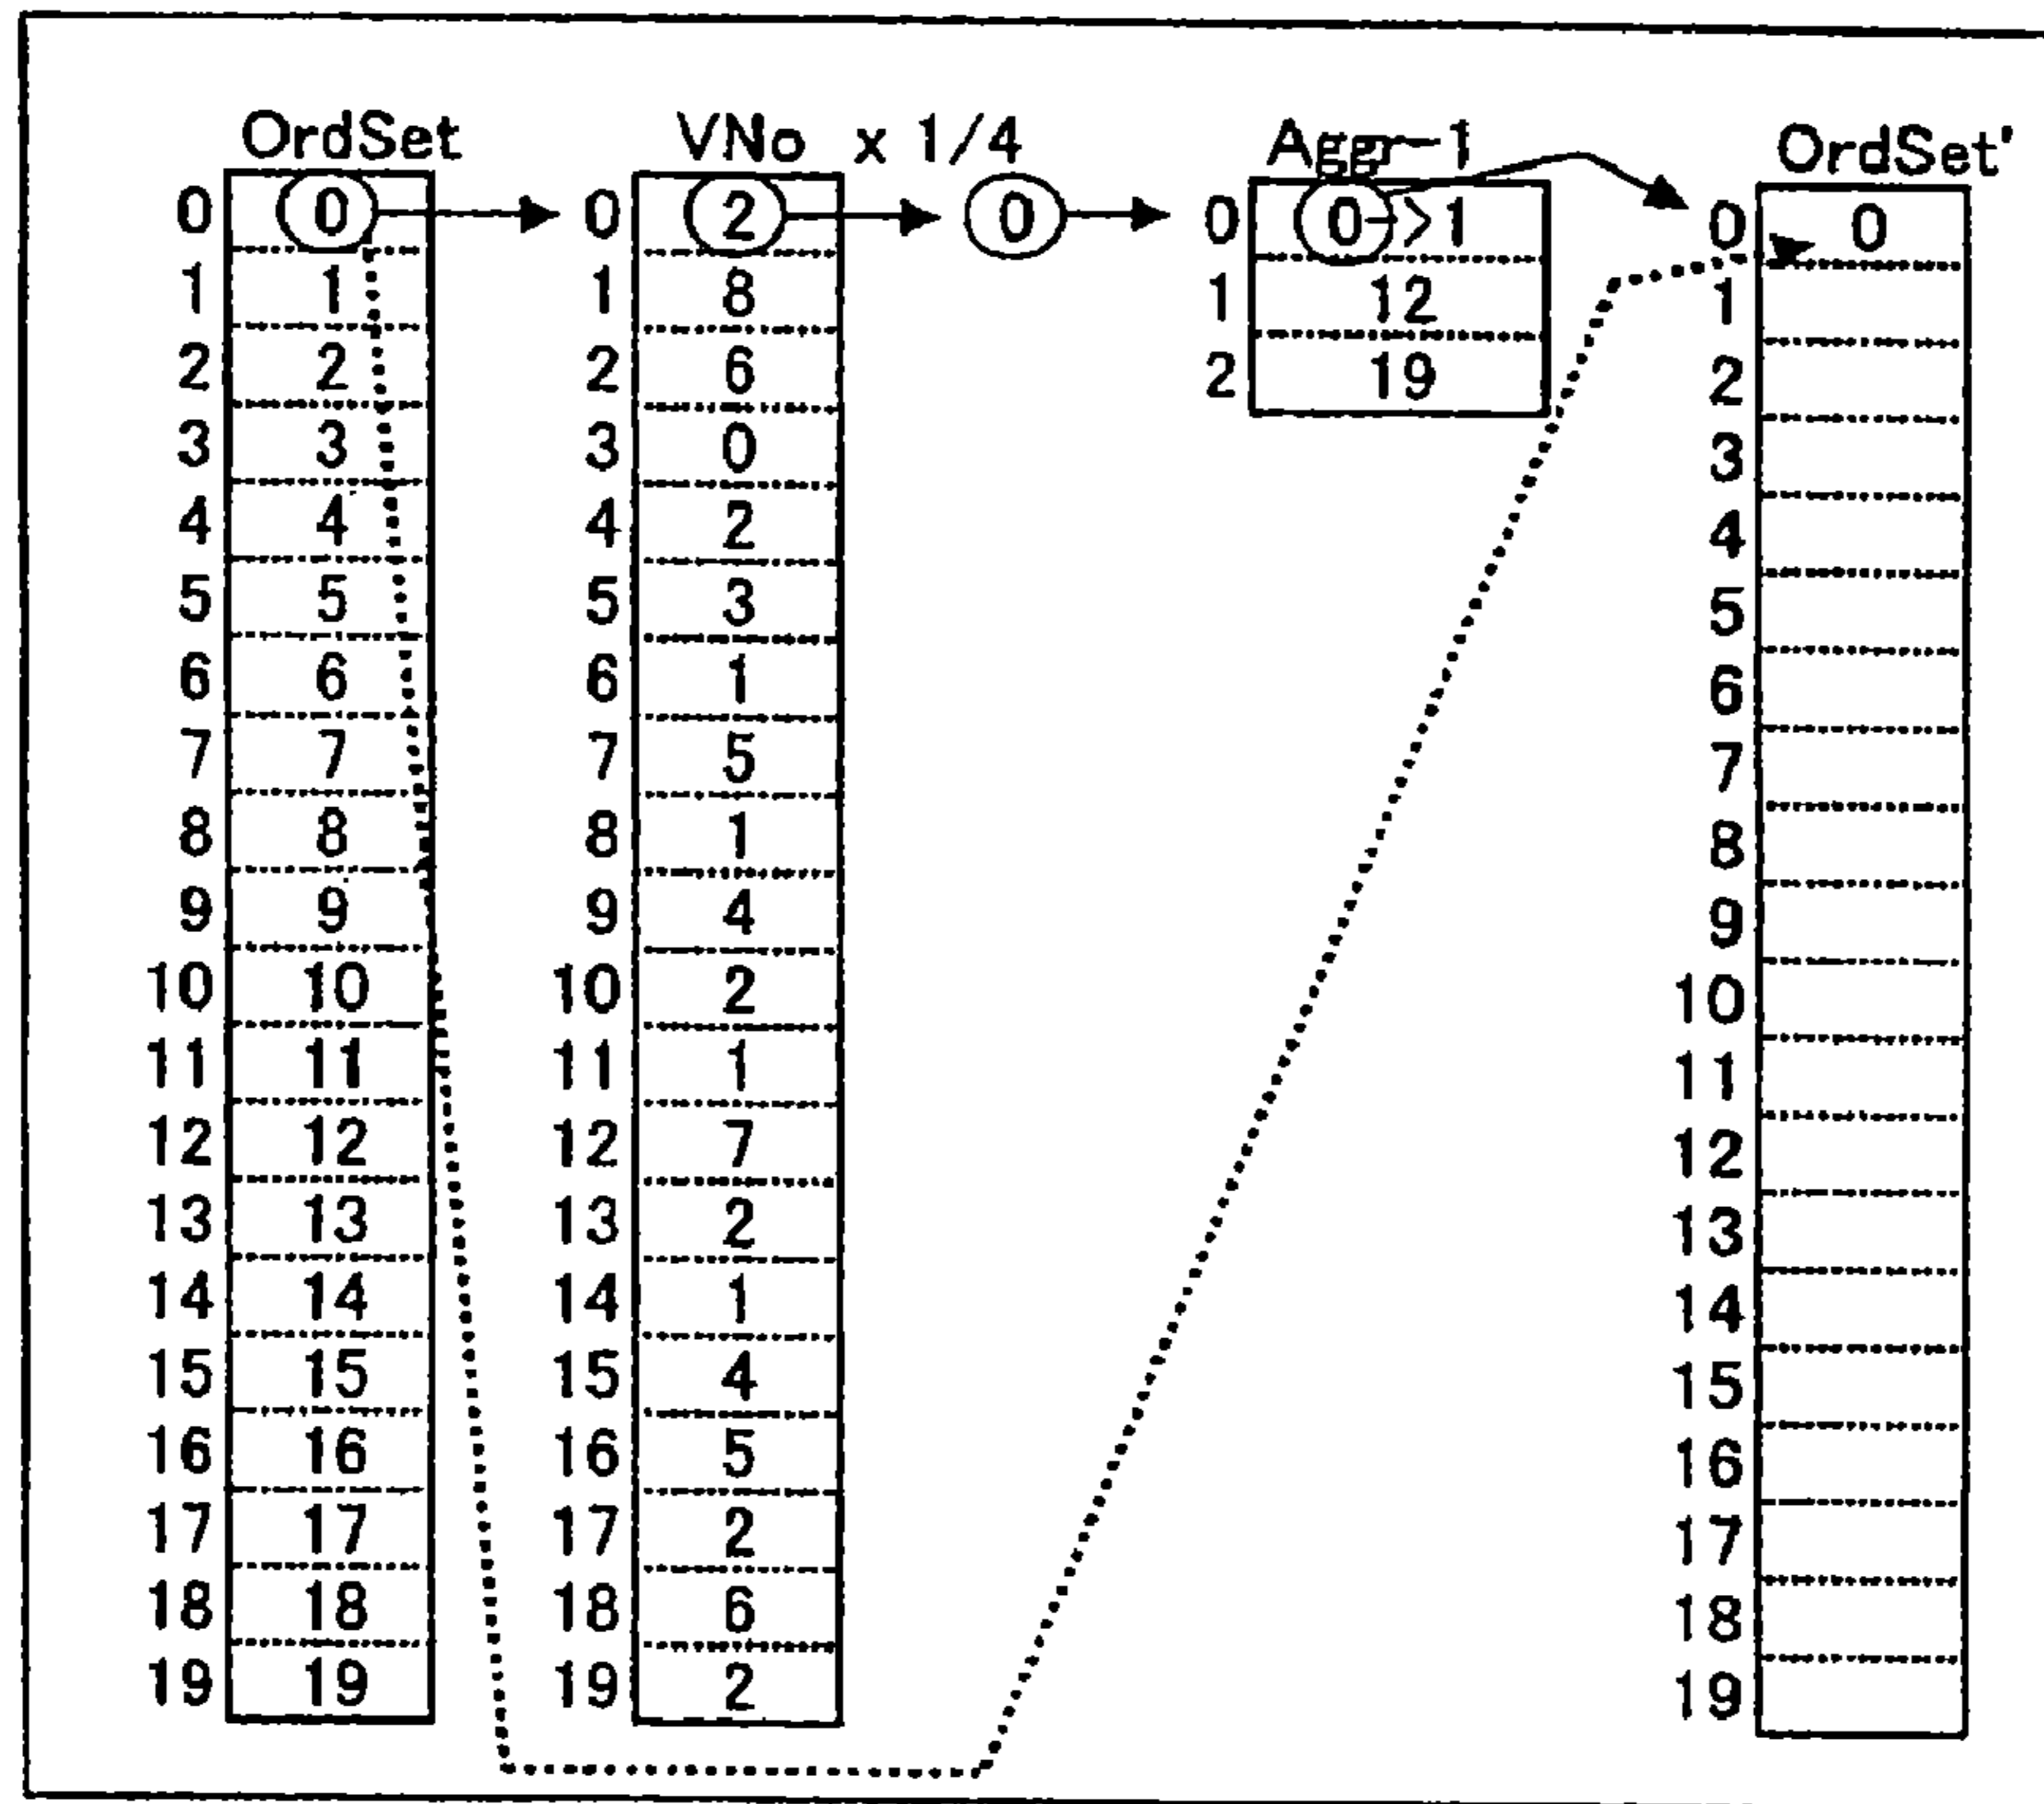 OrdSet VNo x 1/4 Aggr-1 OrdSet'
0 0 0 2 0 0 0->1 0 0
1 1 1 8 1 12 1
2 2 2 6 2 19 2
3 3 3 0 3
4 4 4 2 4
5 5 5 3 5
6 6 6 1 6
7 7 7 5 7
8 8 8 1 8
9 9 9 4 9
10 10 10 2 10
11 11 11 1 11
12 12 12 7 12
13 13 13 2 13
14 14 14 1 14
15 15 15 4 15
16 16 16 5 16
17 17 17 2 17
18 18 18 6 18
19 19 19 2 19